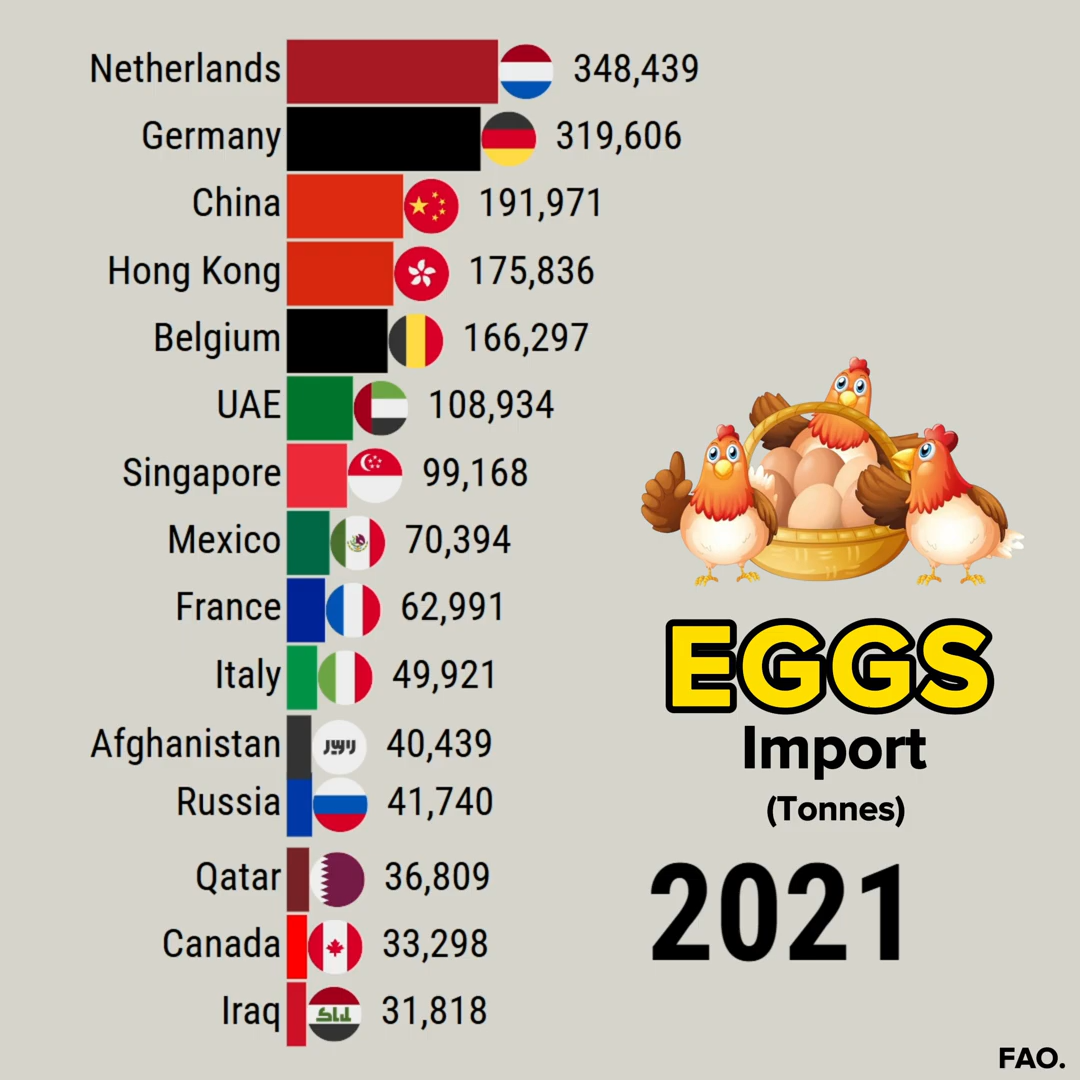 Netherlands 348,439
Germany 319,606
China 191,971
Hong Kong 175,836
Belgium 166,297
UAE 108,934
Singapore 99,168
Mexico 70,394
France 62,991
Italy 49,921
Afghanistan 40,439
Russia 41,740
Qatar 36,809
Canada 33,298
Iraq 31,818
EGGS
Import
(Tonnes)
2021
FAO.